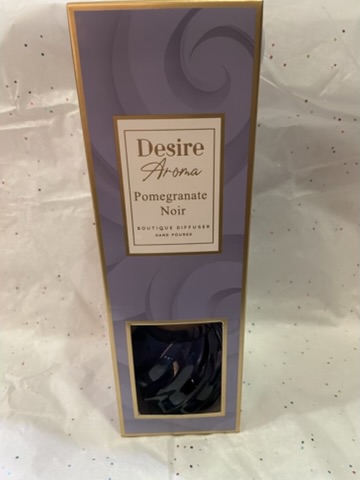 Desire
Aroma
Pomegranate
Noir
BOUTIQUE DIFFUSER
HAND POURED